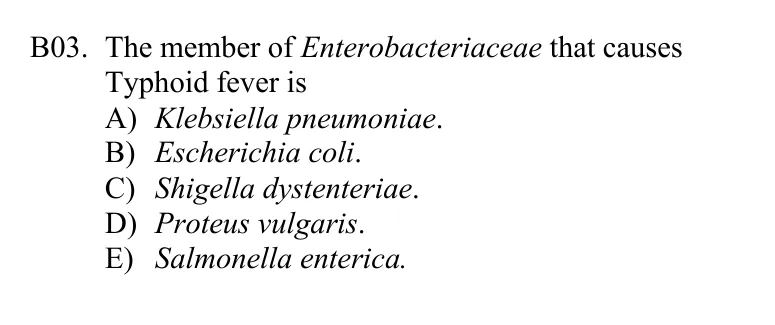 B03. The member of Enterobacteriaceae that causes
Typhoid fever is
A) Klebsiella pneumoniae.
B) Escherichia coli.
C) Shigella dystenteriae.
D) Proteus vulgaris.
E) Salmonella enterica.